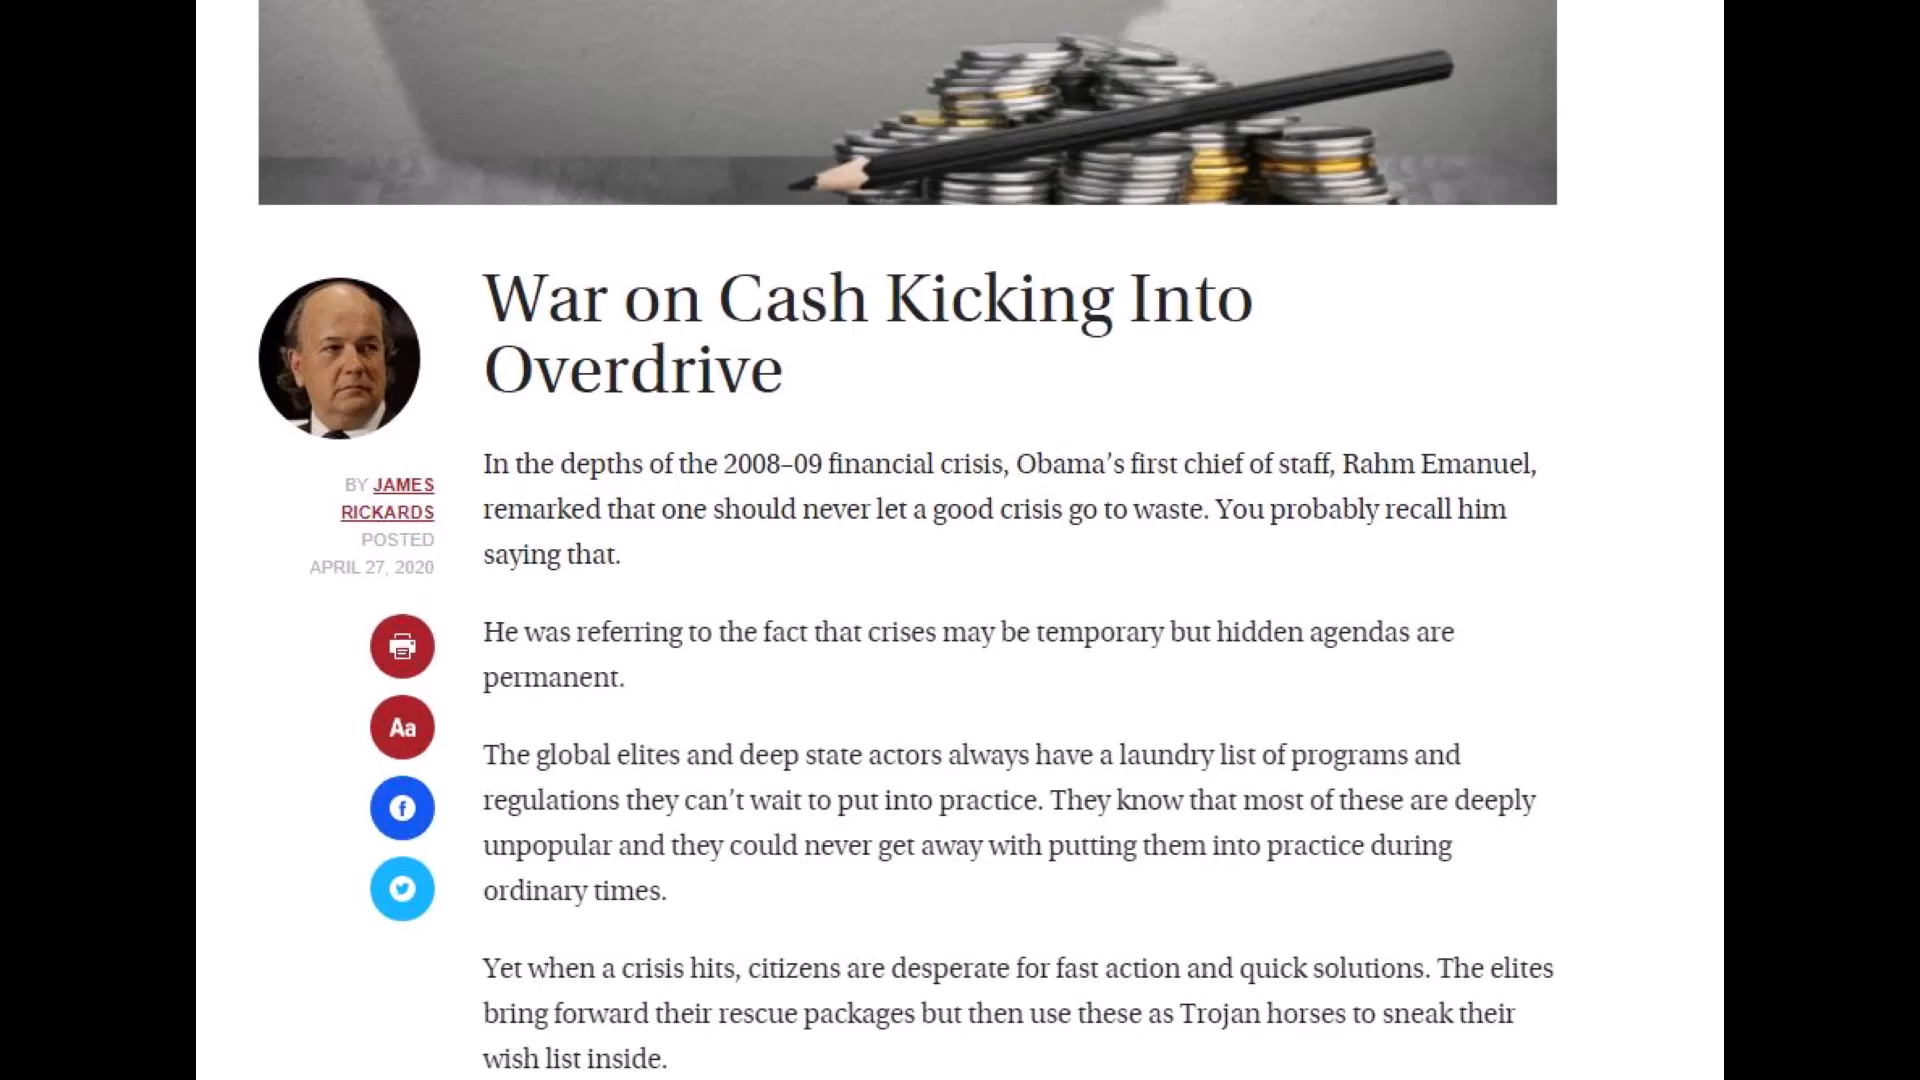 War on Cash Kicking Into
Overdrive
BY JAMES
RICKARDS
POSTED
APRIL 27, 2020
Aa
In the depths of the 2008–09 financial crisis, Obama’s first chief of staff, Rahm Emanuel,
remarked that one should never let a good crisis go to waste. You probably recall him
saying that.
He was referring to the fact that crises may be temporary but hidden agendas are
permanent.
The global elites and deep state actors always have a laundry list of programs and
regulations they can’t wait to put into practice. They know that most of these are deeply
unpopular and they could never get away with putting them into practice during
ordinary times.
Yet when a crisis hits, citizens are desperate for fast action and quick solutions. The elites
bring forward their rescue packages but then use these as Trojan horses to sneak their
wish list inside.